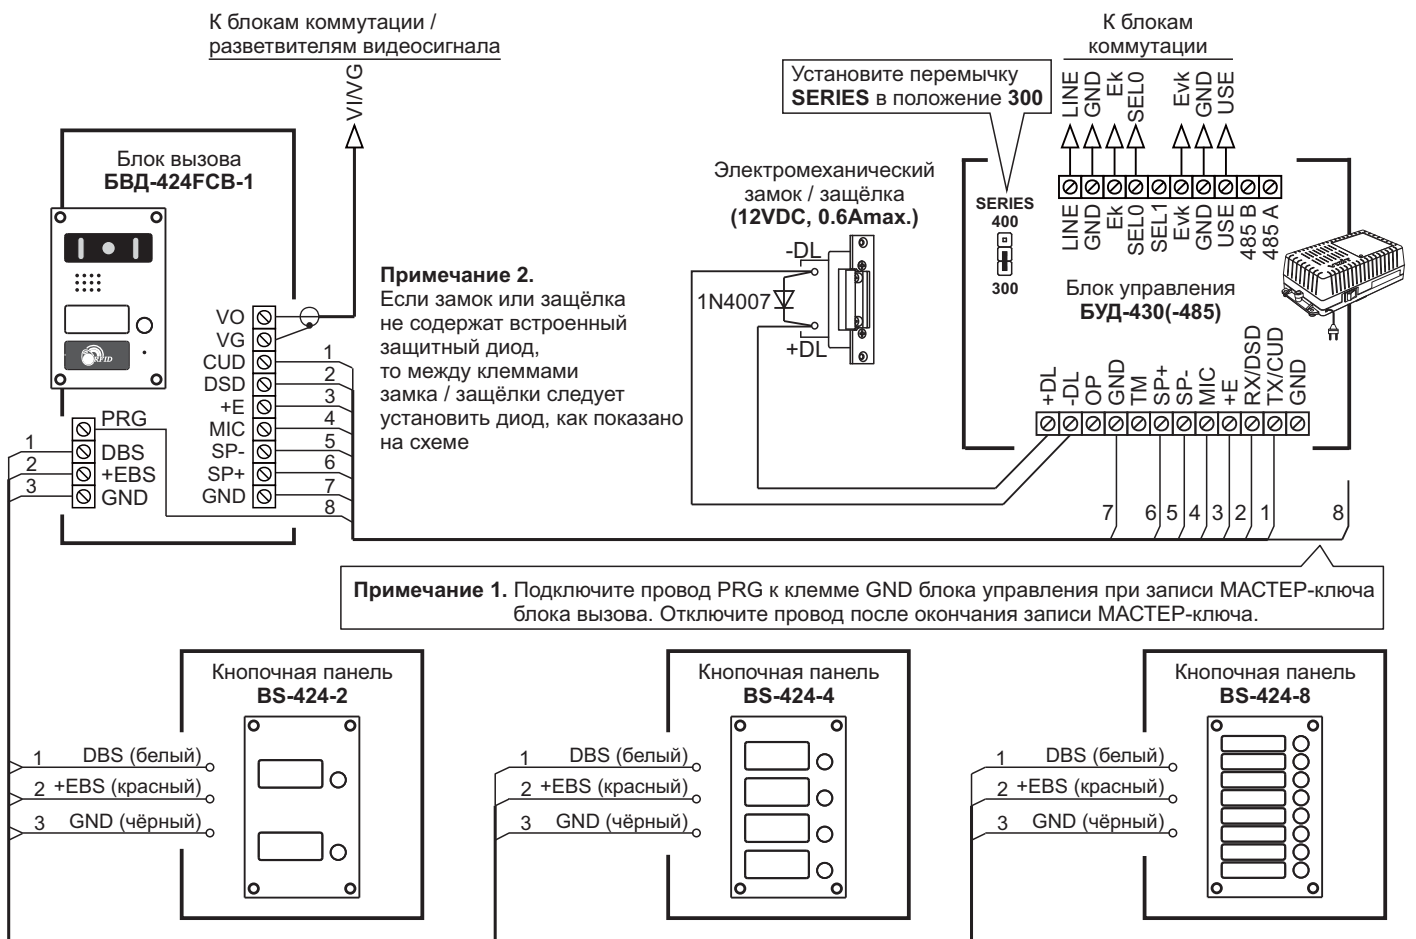 К блокам коммутации /
разветвителям видеосигнала
VI/VG
Блок вызова
БВД-424FCB-1
RFID
VO
VG
CUD
DSD
+E
MIC
SP-
SP+
GND
1
2
3
4
5
6
7
8
PRG
DBS
+EBS
GND
1
2
3
Примечание 2.
Если замок или защёлка
не содержат встроенный
защитный диод,
то между клеммами
замка / защёлки следует
установить диод, как показано
на схеме
Электромеханический
замок / защёлка
(12VDC, 0.6Amax.)
-DL
1N4007
+DL
Установите перемычку
SERIES в положение 300
К блокам
коммутации
LINE
GND
Ek
SEL0
Evk
GND
USE
SERIES
400
300
LINE
GND
Ek
SEL0
SEL1
Evk
GND
USE
485 B
485 A
Блок управления
БУД-430(-485)
+DL
-DL
OP
GND
TM
SP+
SP-
MIC
+E
RX/DSD
TX/CUD
GND
7
6
5
4
3
2
1
8
Примечание 1. Подключите провод PRG к клемме GND блока управления при записи МАСТЕР-ключа
блока вызова. Отключите провод после окончания записи МАСТЕР-ключа.
Кнопочная панель
BS-424-2
1 DBS (белый)
2 +EBS (красный)
3 GND (чёрный)
Кнопочная панель
BS-424-4
1 DBS (белый)
2 +EBS (красный)
3 GND (чёрный)
Кнопочная панель
BS-424-8
1 DBS (белый)
2 +EBS (красный)
3 GND (чёрный)